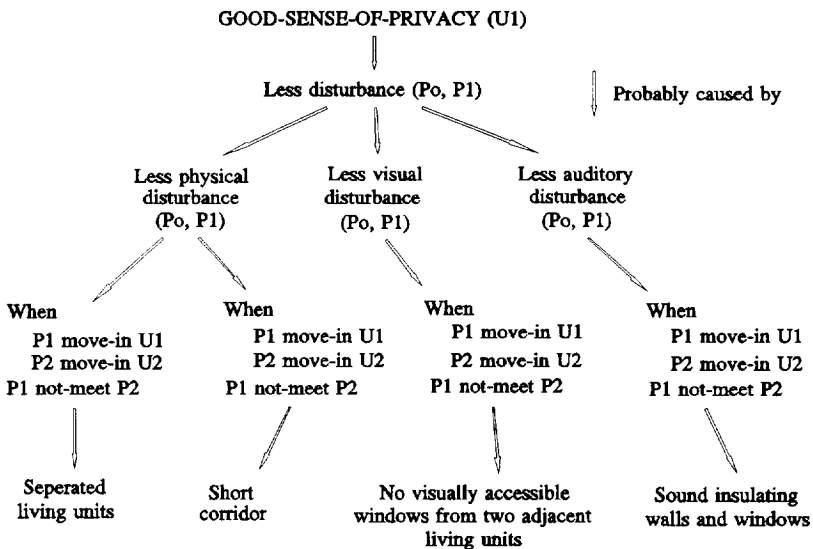 GOOD-SENSE-OF-PRIVACY (U1)
Less disturbance (Po, P1)
Probably caused by
Less physical
disturbance
(Po, P1)
Less visual
disturbance
(Po, P1)
Less auditory
disturbance
(Po, P1)
When
P1 move-in U1
P2 move-in U2
P1 not-meet P2
When
P1 move-in U1
P2 move-in U2
P1 not-meet P2
When
P1 move-in U1
P2 move-in U2
P1 not-meet P2
When
P1 move-in U1
P2 move-in U2
P1 not-meet P2
Seperated
living units
Short
corridor
No visually accessible
windows from two adjacent
living units
Sound insulating
walls and windows